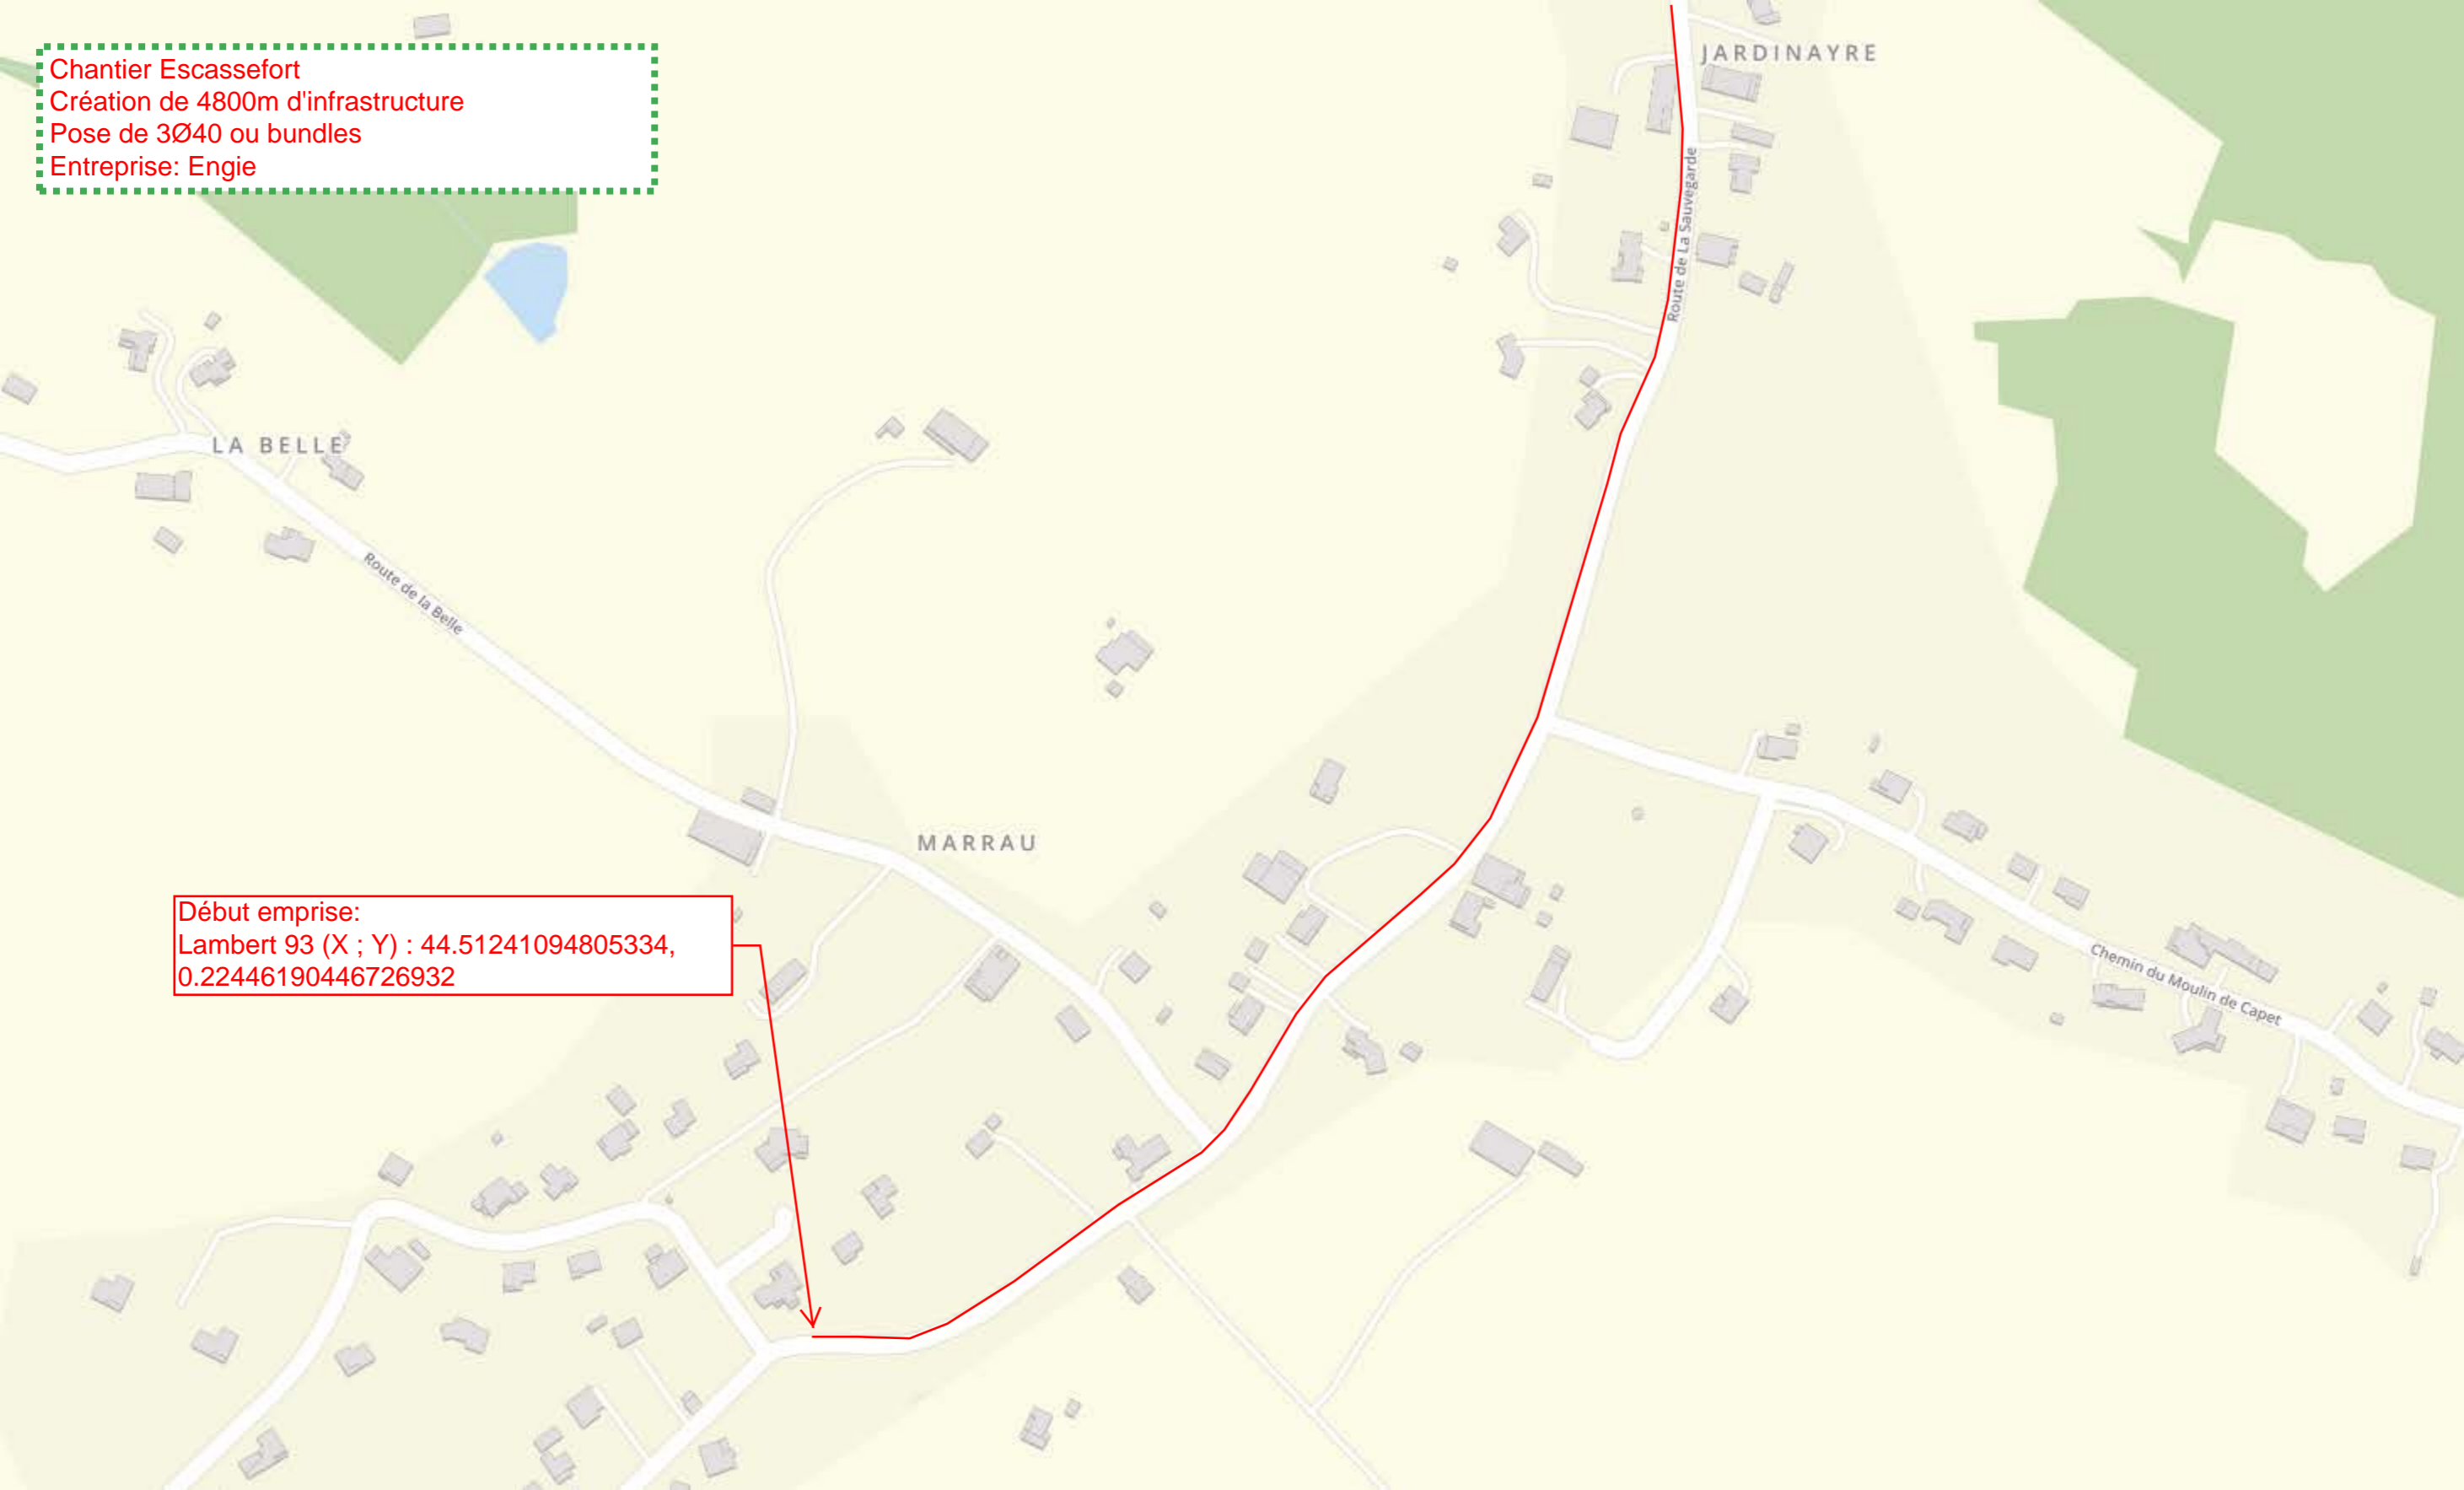 Chantier Escassefort
Création de 4800m d'infrastructure
Pose de 3Ø40 ou bundles
Entreprise: Engie
JARDINAYRE
Route de La Sauvegarde
LA BELLE
Route de la Belle
MARRAU
Début emprise:
Lambert 93 (X ; Y) : 44.51241094805334,
0.22446190446726932
Chemin du Moulin de Capet